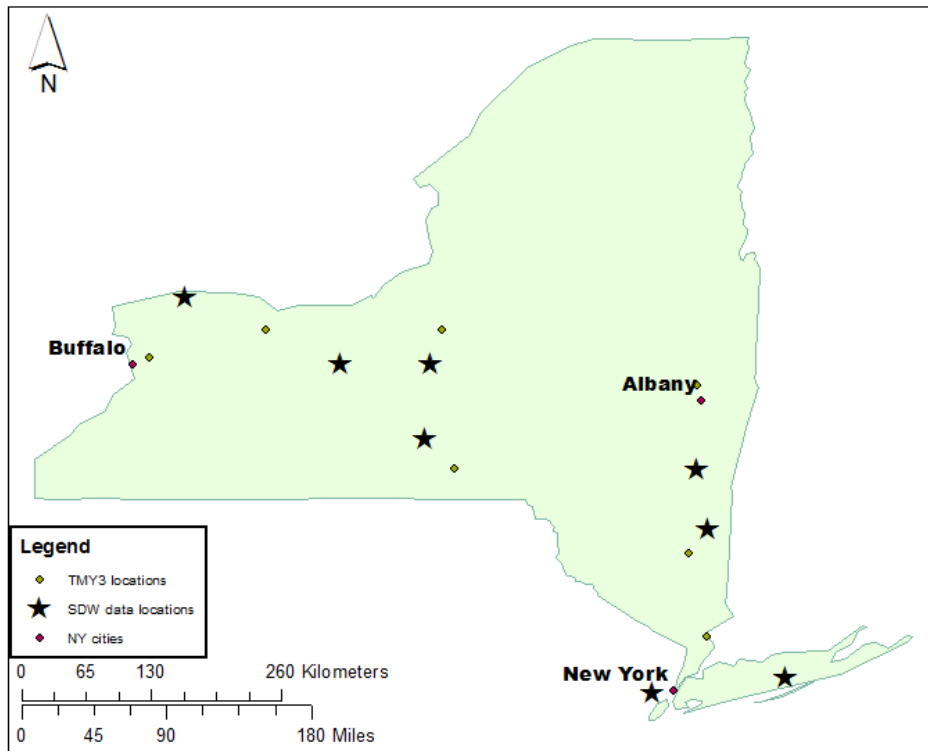 N
Buffalo
Albany
New York
Legend
TMY3 locations
SDW data locations
NY cities
0 65 130 260 Kilometers
0 45 90 180 Miles